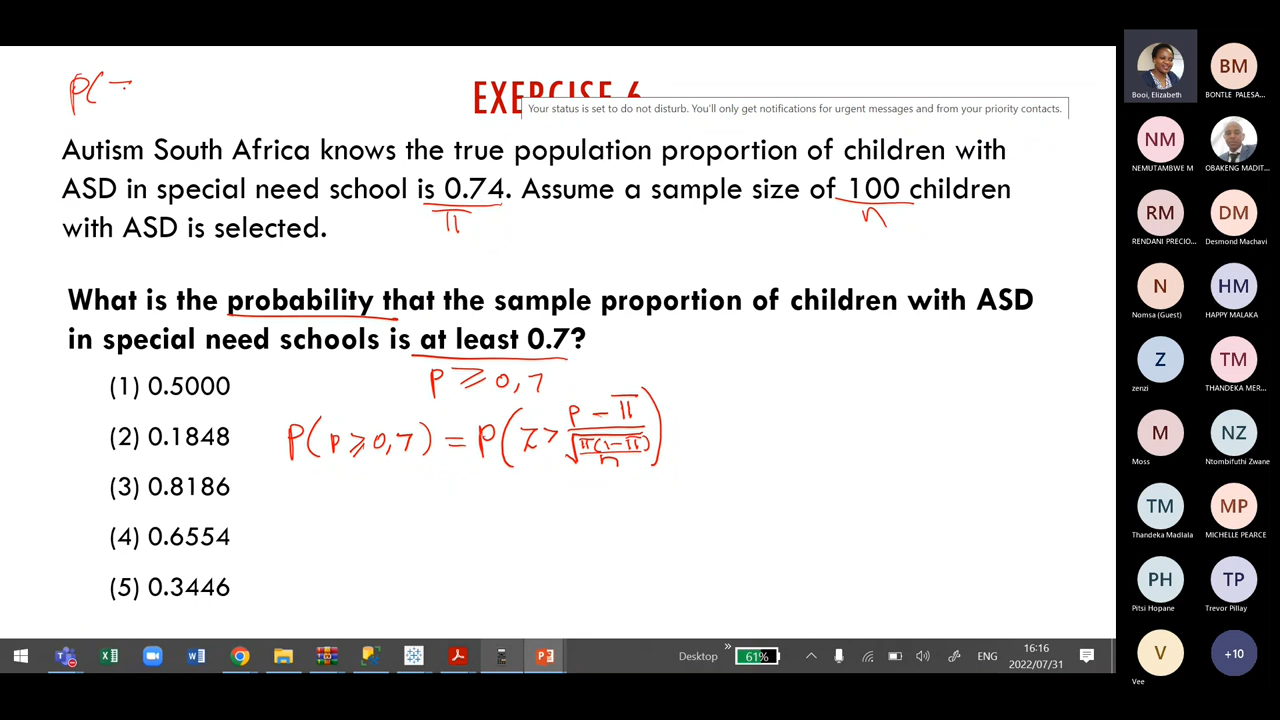 P( -
EXERCISE 6
Your status is set to do not disturb. You'll only get notifications for urgent messages and from your priority contacts.
Autism South Africa knows the true population proportion of children with
ASD in special need school is 0.74. Assume a sample size of 100 children
π
n
with ASD is selected.
What is the probability that the sample proportion of children with ASD
in special need schools is at least 0.7?
p ≥ 0,7
(1) 0.5000
(2) 0.1848
P(p ≥ 0,7) = P(Z > (p - π) / √(π(1-π)/n))
(3) 0.8186
(4) 0.6554
(5) 0.3446
Booi, Elizabeth
BM
BONTLE PALESA...
NM
NEMUTAMBWE M
OBAKENG MADIT...
RM
RENDANI PRECIO...
DM
Desmond Machavi
N
Nomsa (Guest)
HM
HAPPY MALAKA
Z
zenzi
TM
THANDEKA MER...
M
Moss
NZ
Ntombifuthi Zwane
TM
Thandeka Madlala
MP
MICHELLE PEARCE
PH
Pitsi Hopane
TP
Trevor Pillay
V
Vee
+10
Desktop
»
61%
ENG
16:16
2022/07/31